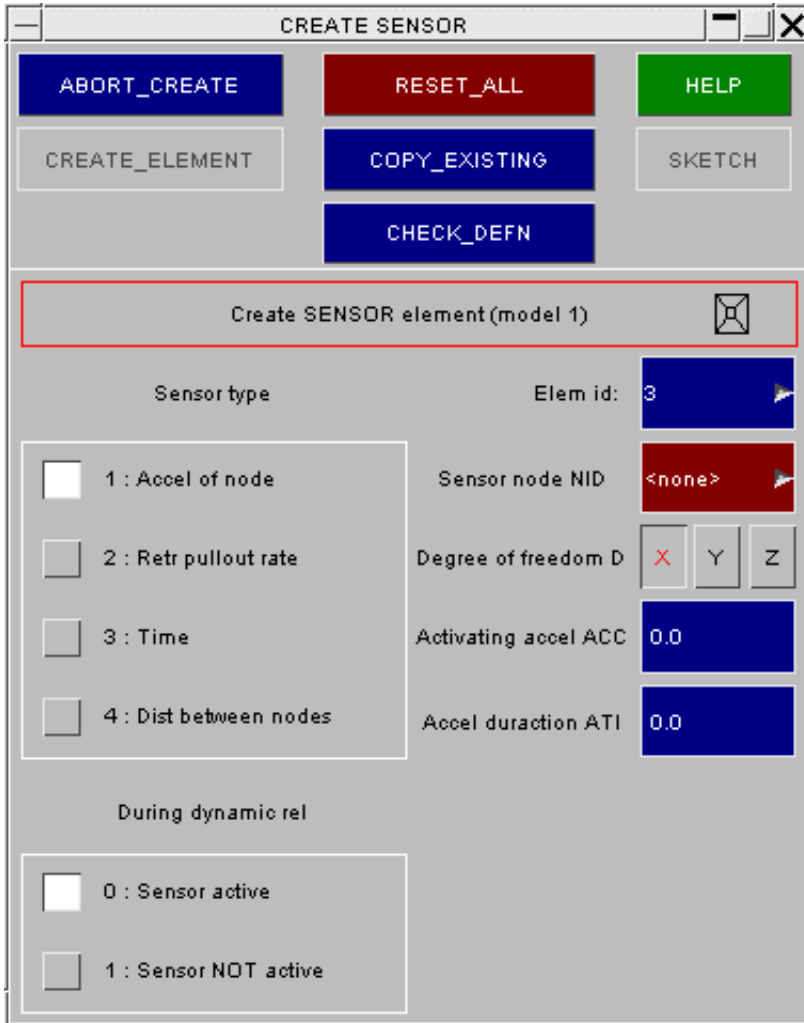 CREATE SENSOR
ABORT_CREATE RESET_ALL HELP
CREATE_ELEMENT COPY_EXISTING SKETCH
CHECK_DEFN
Create SENSOR element (model 1)
Sensor type Elem id: 3
1 : Accel of node Sensor node NID <none>
2 : Retr pullout rate Degree of freedom D X Y Z
3 : Time Activating accel ACC 0.0
4 : Dist between nodes Accel duraction ATI 0.0
During dynamic rel
0 : Sensor active
1 : Sensor NOT active